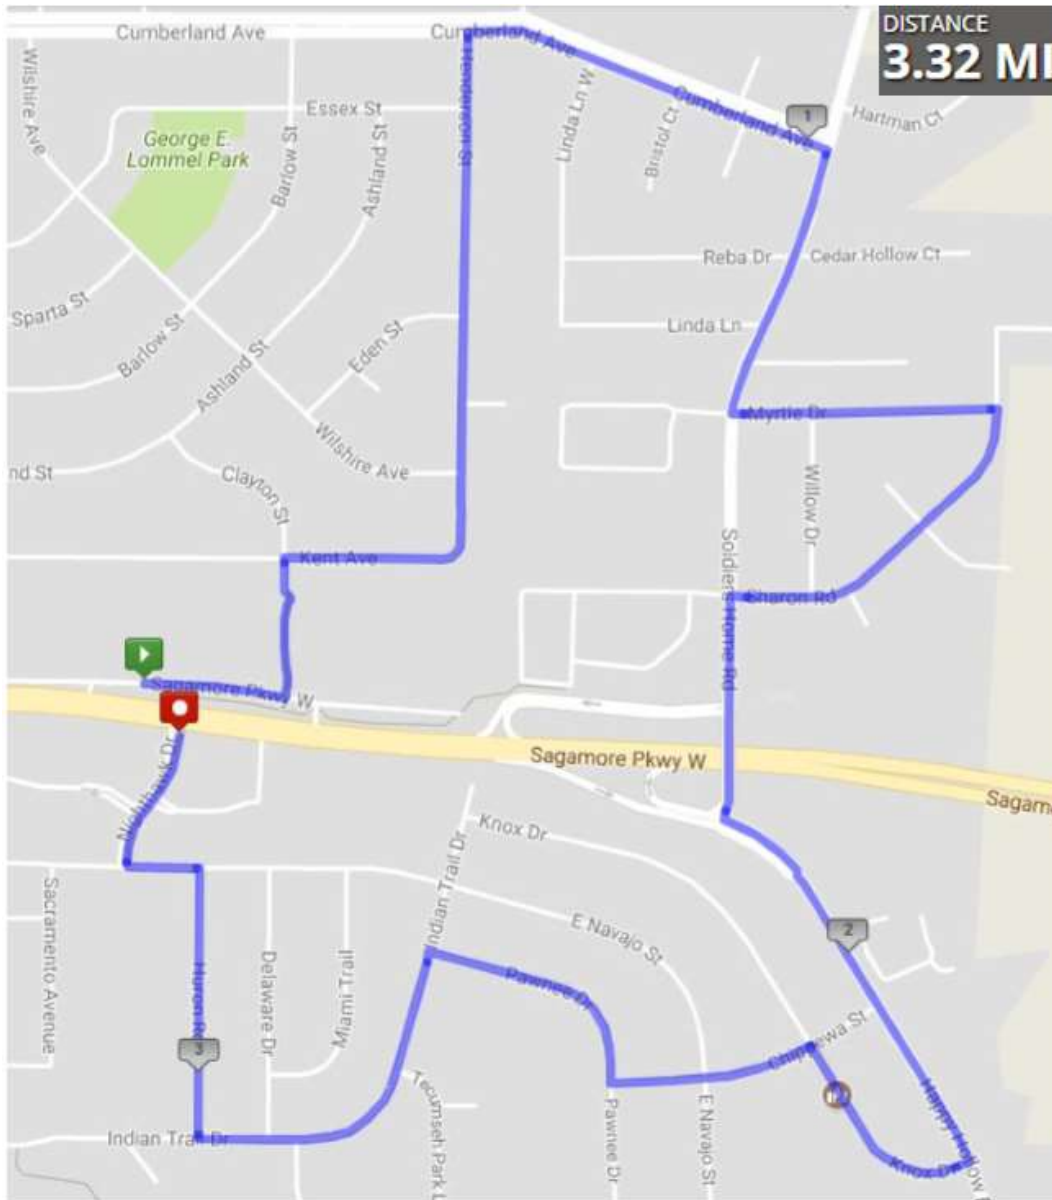 DISTANCE
3.32 MI
Cumberland Ave
Cumberland Ave
Cumberland Ave
Wilshire Ave
Henderson St
Linda Ln W
Bristol Ct
1
Hartman Ct
Essex St
George E.
Lommel Park
Barlow St
Ashland St
Reba Dr
Cedar Hollow Ct
Sparta St
Linda Ln
Barlow St
Eden St
Ashland St
Myrtle Dr
Wilshire Ave
nd St
Clayton St
Willow Dr
Kent Ave
Soldiers Home Rd
Sharon Rd
Sagamore Pkwy W
Sagamore Pkwy W
Sagam
Nighthawk Dr
Knox Dr
Indian Trail Dr
Sacramento Avenue
E Navajo St
2
Huron Rd
Delaware Dr
Miami Trail
Pawnee Dr
3
Chippewa St
Tecumseh Park L
Pawnee Dr
E Navajo St
Happy Hollow
Indian Trail Dr
Knox Dr